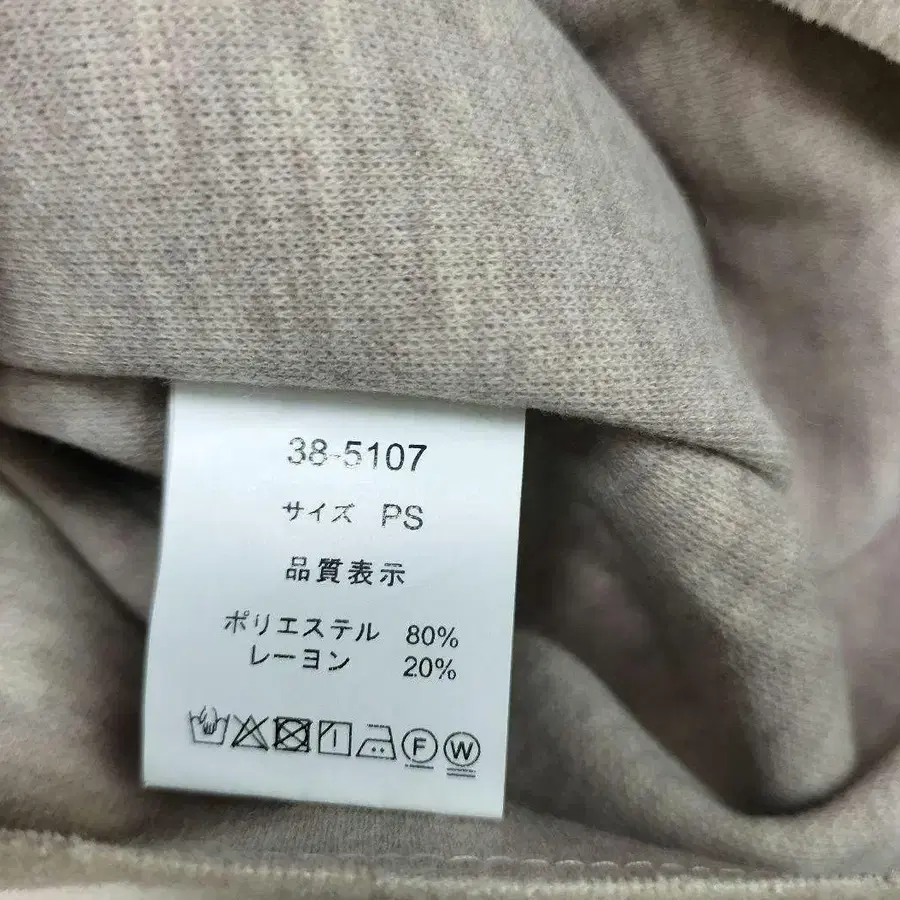 38-5107
サイズ PS
品質表示
ポリエステル 80%
レーヨン 20%
F W